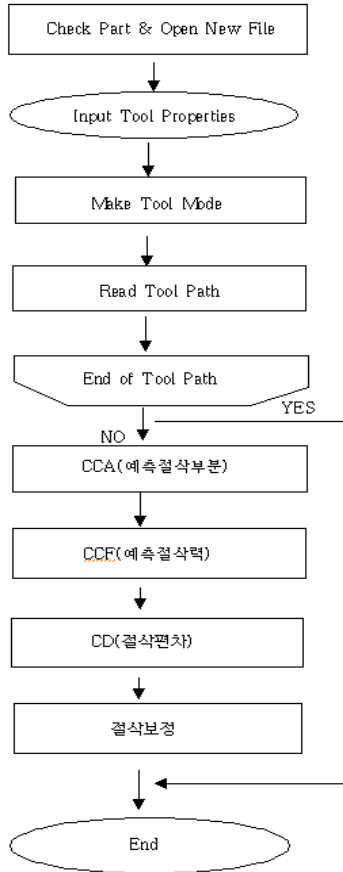 Check Part & Open New File
Input Tool Properties
Make Tool Mode
Read Tool Path
End of Tool Path
YES
NO
CCA(예측절삭부분)
CCF(예측절삭력)
CD(절삭편차)
절삭보정
End